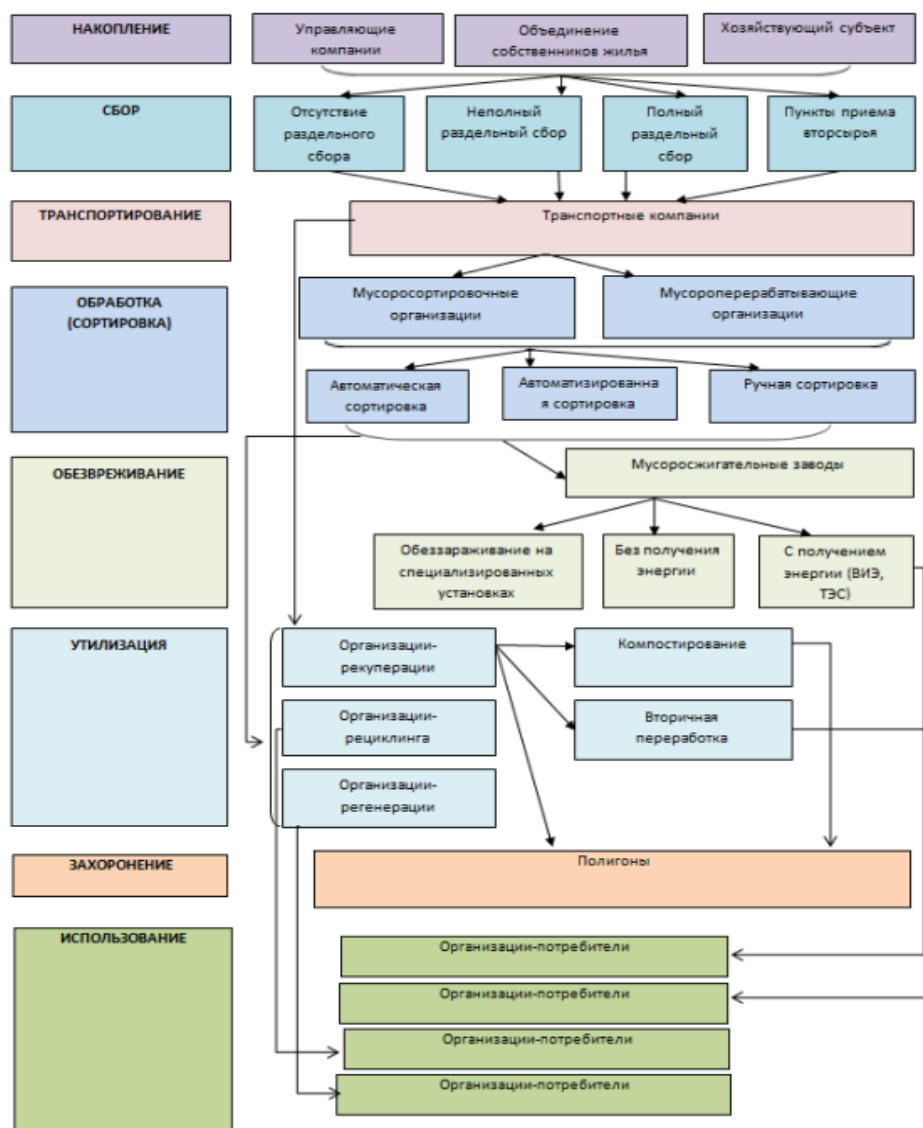 НАКОПЛЕНИЕ
Управляющие
компании
Объединение
собственников жилья
Хозяйствующий субъект
СБОР
Отсутствие
раздельного
сбора
Неполный
раздельный сбор
Полный
раздельный
сбор
Пункты приема
вторсырья
ТРАНСПОРТИРОВАНИЕ
Транспортные компании
ОБРАБОТКА
(СОРТИРОВКА)
Мусоросортировочные
организации
Мусороперерабатывающие
организации
Автоматическая
сортировка
Автоматизированна
я сортировка
Ручная сортировка
ОБЕЗВРЕЖИВАНИЕ
Мусоросжигательные заводы
Обеззараживание на
специализированных
установках
Без получения
энергии
С получением
энергии (ВИЭ,
ТЭС)
УТИЛИЗАЦИЯ
Организации-
рекуперации
Компостирование
Организации-
рециклинга
Вторичная
переработка
Организации-
регенерации
ЗАХОРОНЕНИЕ
Полигоны
ИСПОЛЬЗОВАНИЕ
Организации-потребители
Организации-потребители
Организации-потребители
Организации-потребители